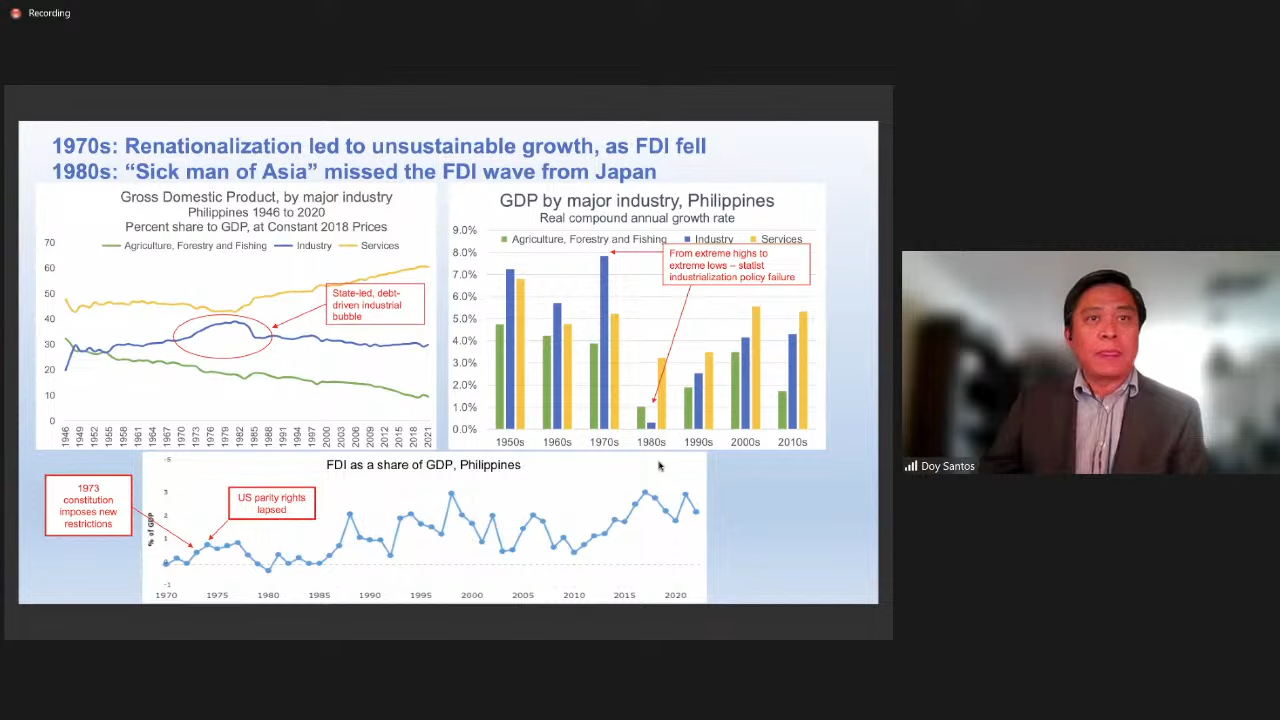 Recording
1970s: Renationalization led to unsustainable growth, as FDI fell
1980s: “Sick man of Asia” missed the FDI wave from Japan
Gross Domestic Product, by major industry
Philippines 1946 to 2020
Percent share to GDP, at Constant 2018 Prices
Agriculture, Forestry and Fishing Industry Services
70
60
50
40
30
20
10
0
State-led, debt-
driven industrial
bubble
1946 1949 1952 1955 1958 1961 1964 1967 1970 1973 1976 1979 1982 1985 1988 1991 1994 1997 2000 2003 2006 2009 2012 2015 2018 2021
GDP by major industry, Philippines
Real compound annual growth rate
Agriculture, Forestry and Fishing Industry Services
9.0%
8.0%
7.0%
6.0%
5.0%
4.0%
3.0%
2.0%
1.0%
0.0%
From extreme highs to
extreme lows – statist
industrialization policy failure
1950s 1960s 1970s 1980s 1990s 2000s 2010s
FDI as a share of GDP, Philippines
1973
constitution
imposes new
restrictions
US parity rights
lapsed
% of GDP
3
2
1
0
-1
1970 1975 1980 1985 1990 1995 2000 2005 2010 2015 2020
Doy Santos